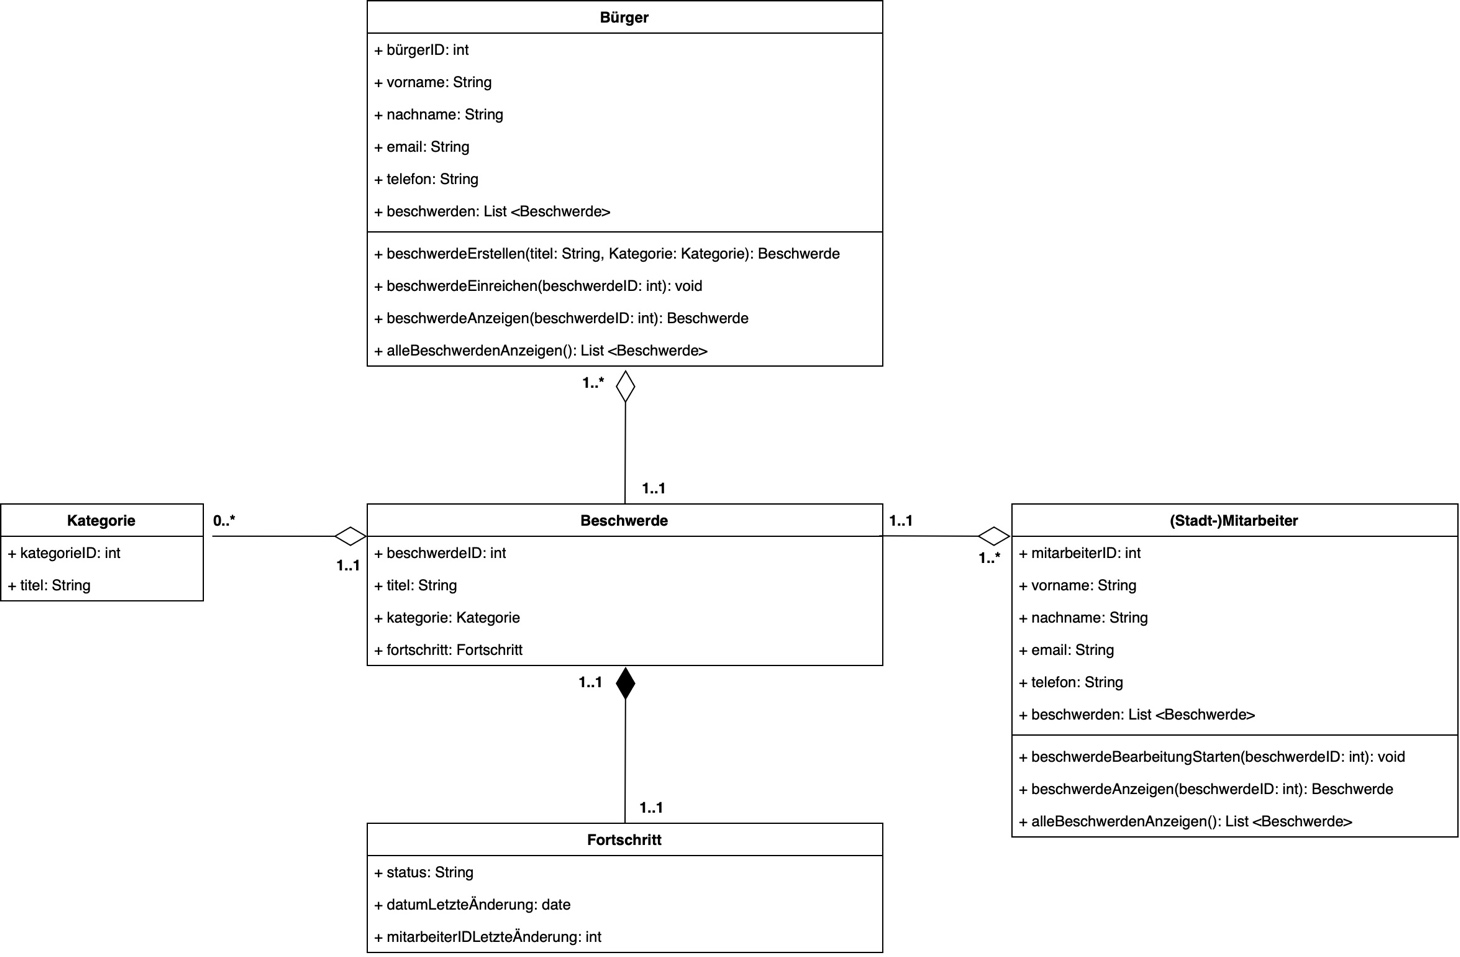 Bürger
+ bürgerID: int
+ vorname: String
+ nachname: String
+ email: String
+ telefon: String
+ beschwerden: List <Beschwerde>
+ beschwerdeErstellen(titel: String, Kategorie: Kategorie): Beschwerde
+ beschwerdeEinreichen(beschwerdeID: int): void
+ beschwerdeAnzeigen(beschwerdeID: int): Beschwerde
+ alleBeschwerdenAnzeigen(): List <Beschwerde>
1..*
1..1
Kategorie
+ kategorieID: int
+ titel: String
0..*
1..1
Beschwerde
+ beschwerdeID: int
+ titel: String
+ kategorie: Kategorie
+ fortschritt: Fortschritt
1..1
1..*
(Stadt-)Mitarbeiter
+ mitarbeiterID: int
+ vorname: String
+ nachname: String
+ email: String
+ telefon: String
+ beschwerden: List <Beschwerde>
+ beschwerdeBearbeitungStarten(beschwerdeID: int): void
+ beschwerdeAnzeigen(beschwerdeID: int): Beschwerde
+ alleBeschwerdenAnzeigen(): List <Beschwerde>
1..1
1..1
Fortschritt
+ status: String
+ datumLetzteÄnderung: date
+ mitarbeiterIDLetzteÄnderung: int